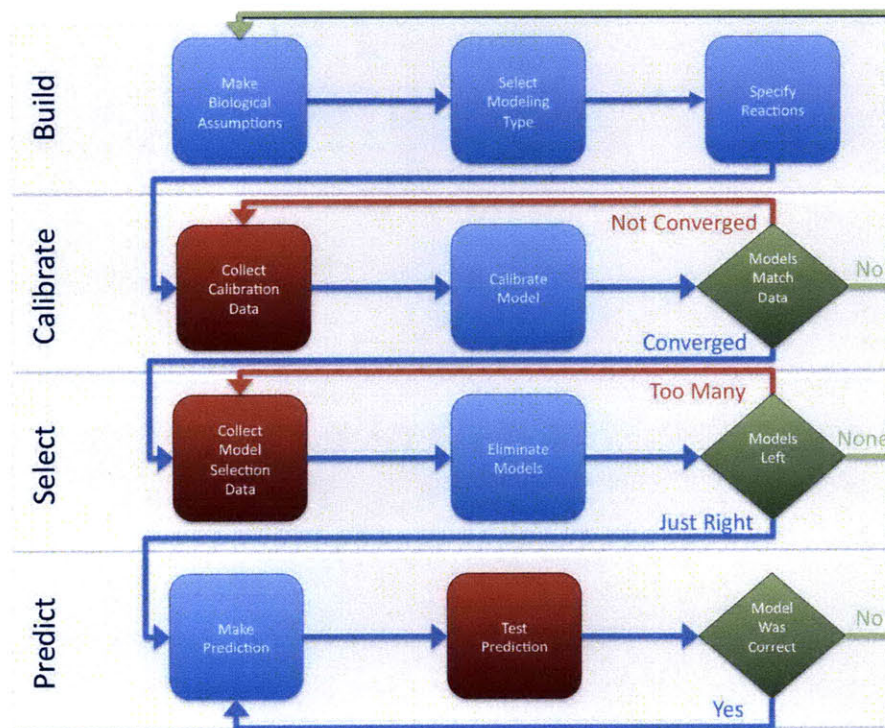 Build
Make
Biological
Assumptions
Select
Modeling
Type
Specify
Reactions
Calibrate
Not Converged
Collect
Calibration
Data
Calibrate
Model
Models
Match
Data
No
Converged
Select
Too Many
Collect
Model
Selection
Data
Eliminate
Models
Models
Left
None
Just Right
Predict
Make
Prediction
Test
Prediction
Model
Was
Correct
No
Yes